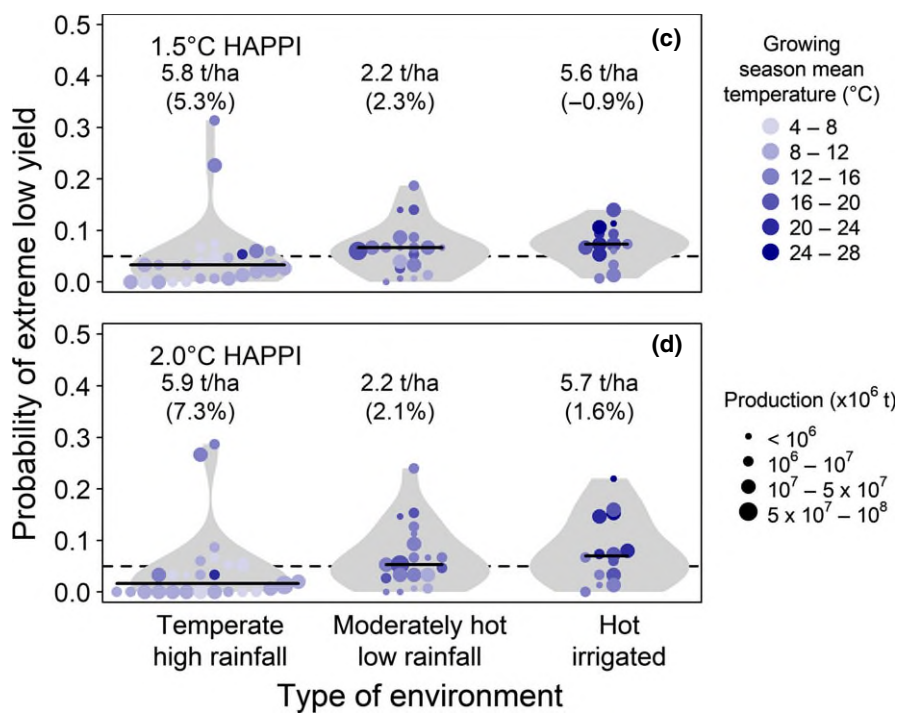 Probability of extreme low yield
0.5
0.4
0.3
0.2
0.1
0.0
1.5°C HAPPI
(c)
5.8 t/ha
(5.3%)
2.2 t/ha
(2.3%)
5.6 t/ha
(−0.9%)
0.5
0.4
0.3
0.2
0.1
0.0
2.0°C HAPPI
(d)
5.9 t/ha
(7.3%)
2.2 t/ha
(2.1%)
5.7 t/ha
(1.6%)
Temperate
high rainfall
Moderately hot
low rainfall
Hot
irrigated
Type of environment
Growing
season mean
temperature (°C)
4 – 8
8 – 12
12 – 16
16 – 20
20 – 24
24 – 28
Production (x10⁶ t)
< 10⁶
10⁶ – 10⁷
10⁷ – 5 x 10⁷
5 x 10⁷ – 10⁸